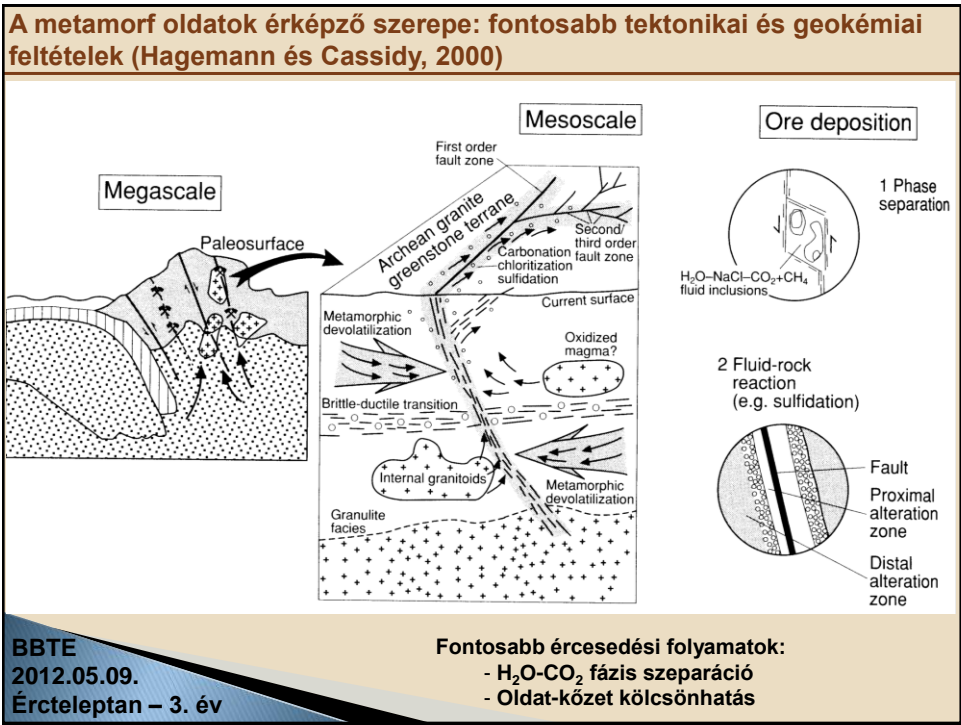 A metamorf oldatok érképző szerepe: fontosabb tektonikai és geokémiai
feltételek (Hagemann és Cassidy, 2000)
Megascale
Paleosurface
Mesoscale
First order
fault zone
Archean granite
greenstone terrane
Second/
third order
fault zone
Carbonation
chloritization
sulfidation
Current surface
Metamorphic
devolatilization
Oxidized
magma?
Brittle-ductile transition
Internal granitoids
Metamorphic
devolatilization
Granulite
facies
Ore deposition
1 Phase
separation
H₂O–NaCl–CO₂+CH₄
fluid inclusions
2 Fluid-rock
reaction
(e.g. sulfidation)
Fault
Proximal
alteration
zone
Distal
alteration
zone
BBTE
2012.05.09.
Ércteleptan – 3. év
Fontosabb ércesedési folyamatok:
- H₂O-CO₂ fázis szeparáció
- Oldat-kőzet kölcsönhatás